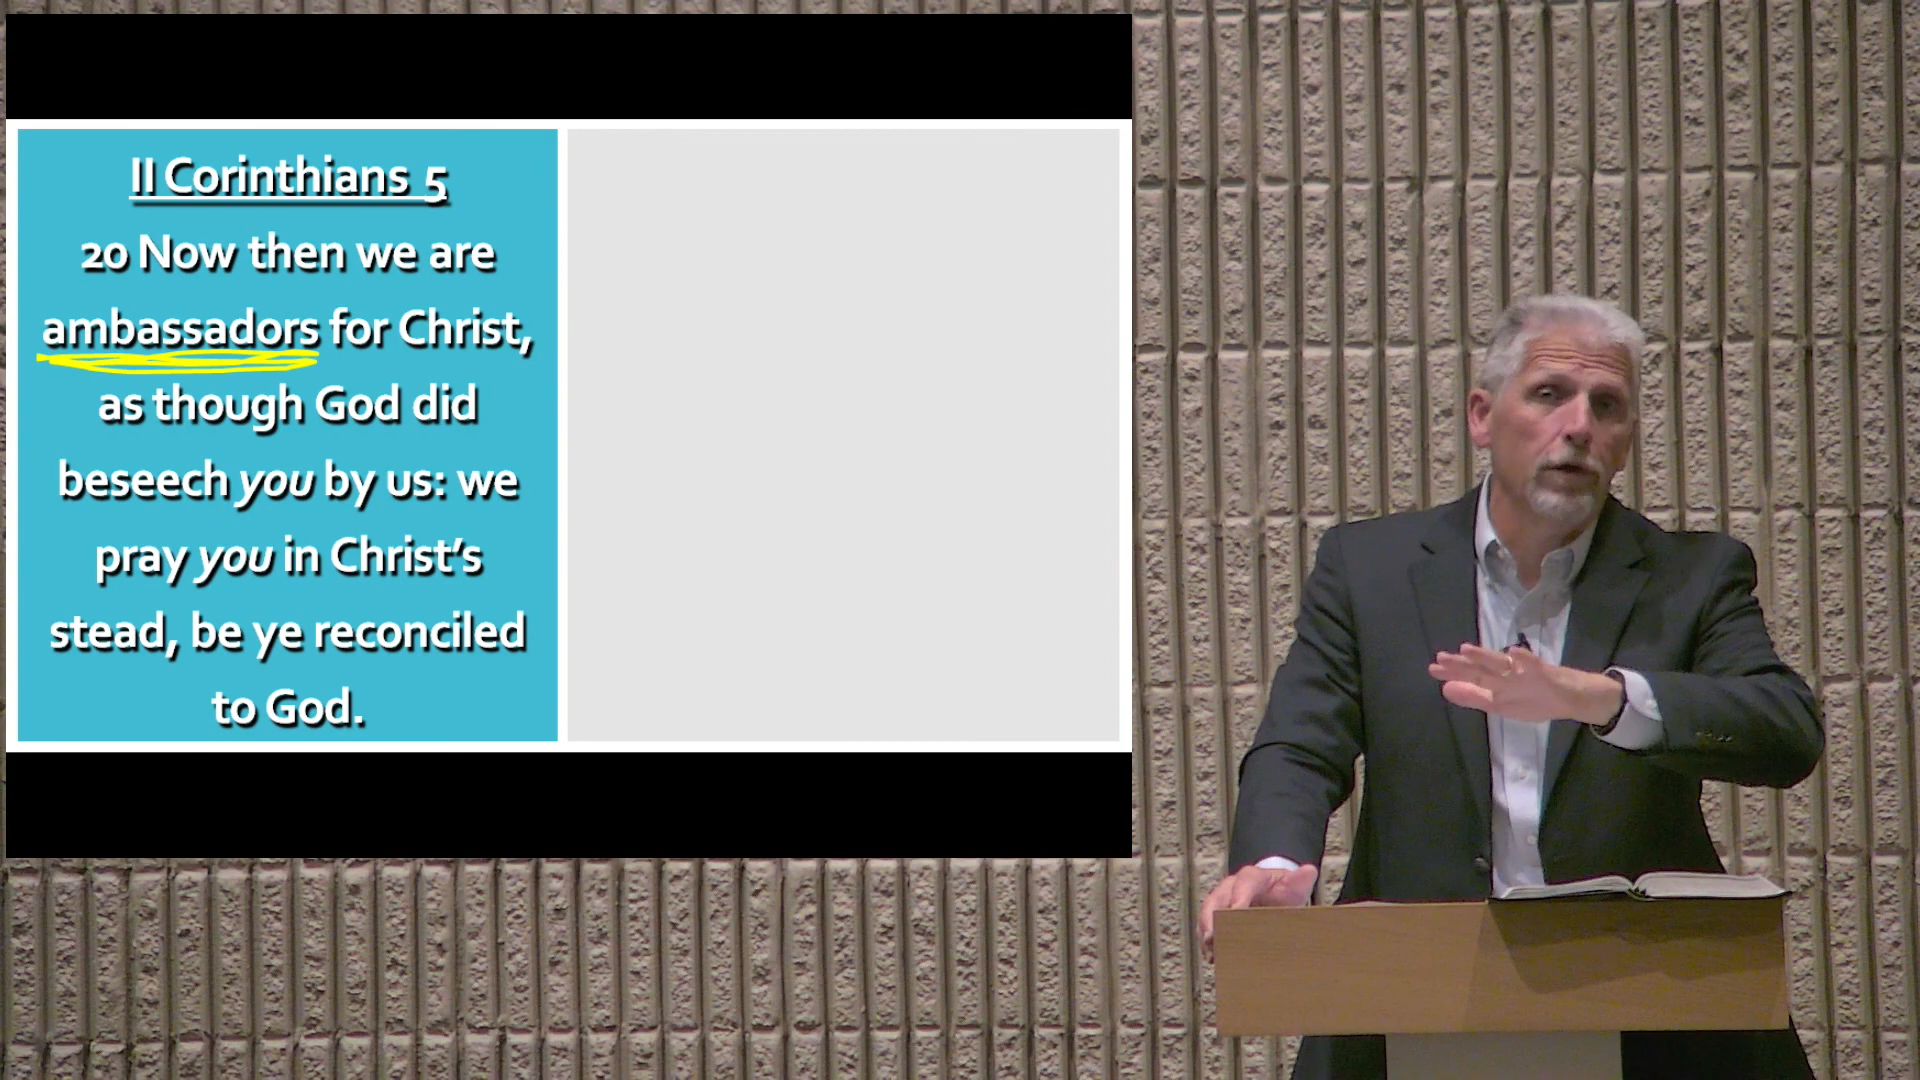 II Corinthians 5
20 Now then we are
ambassadors for Christ,
as though God did
beseech you by us: we
pray you in Christ's
stead, be ye reconciled
to God.